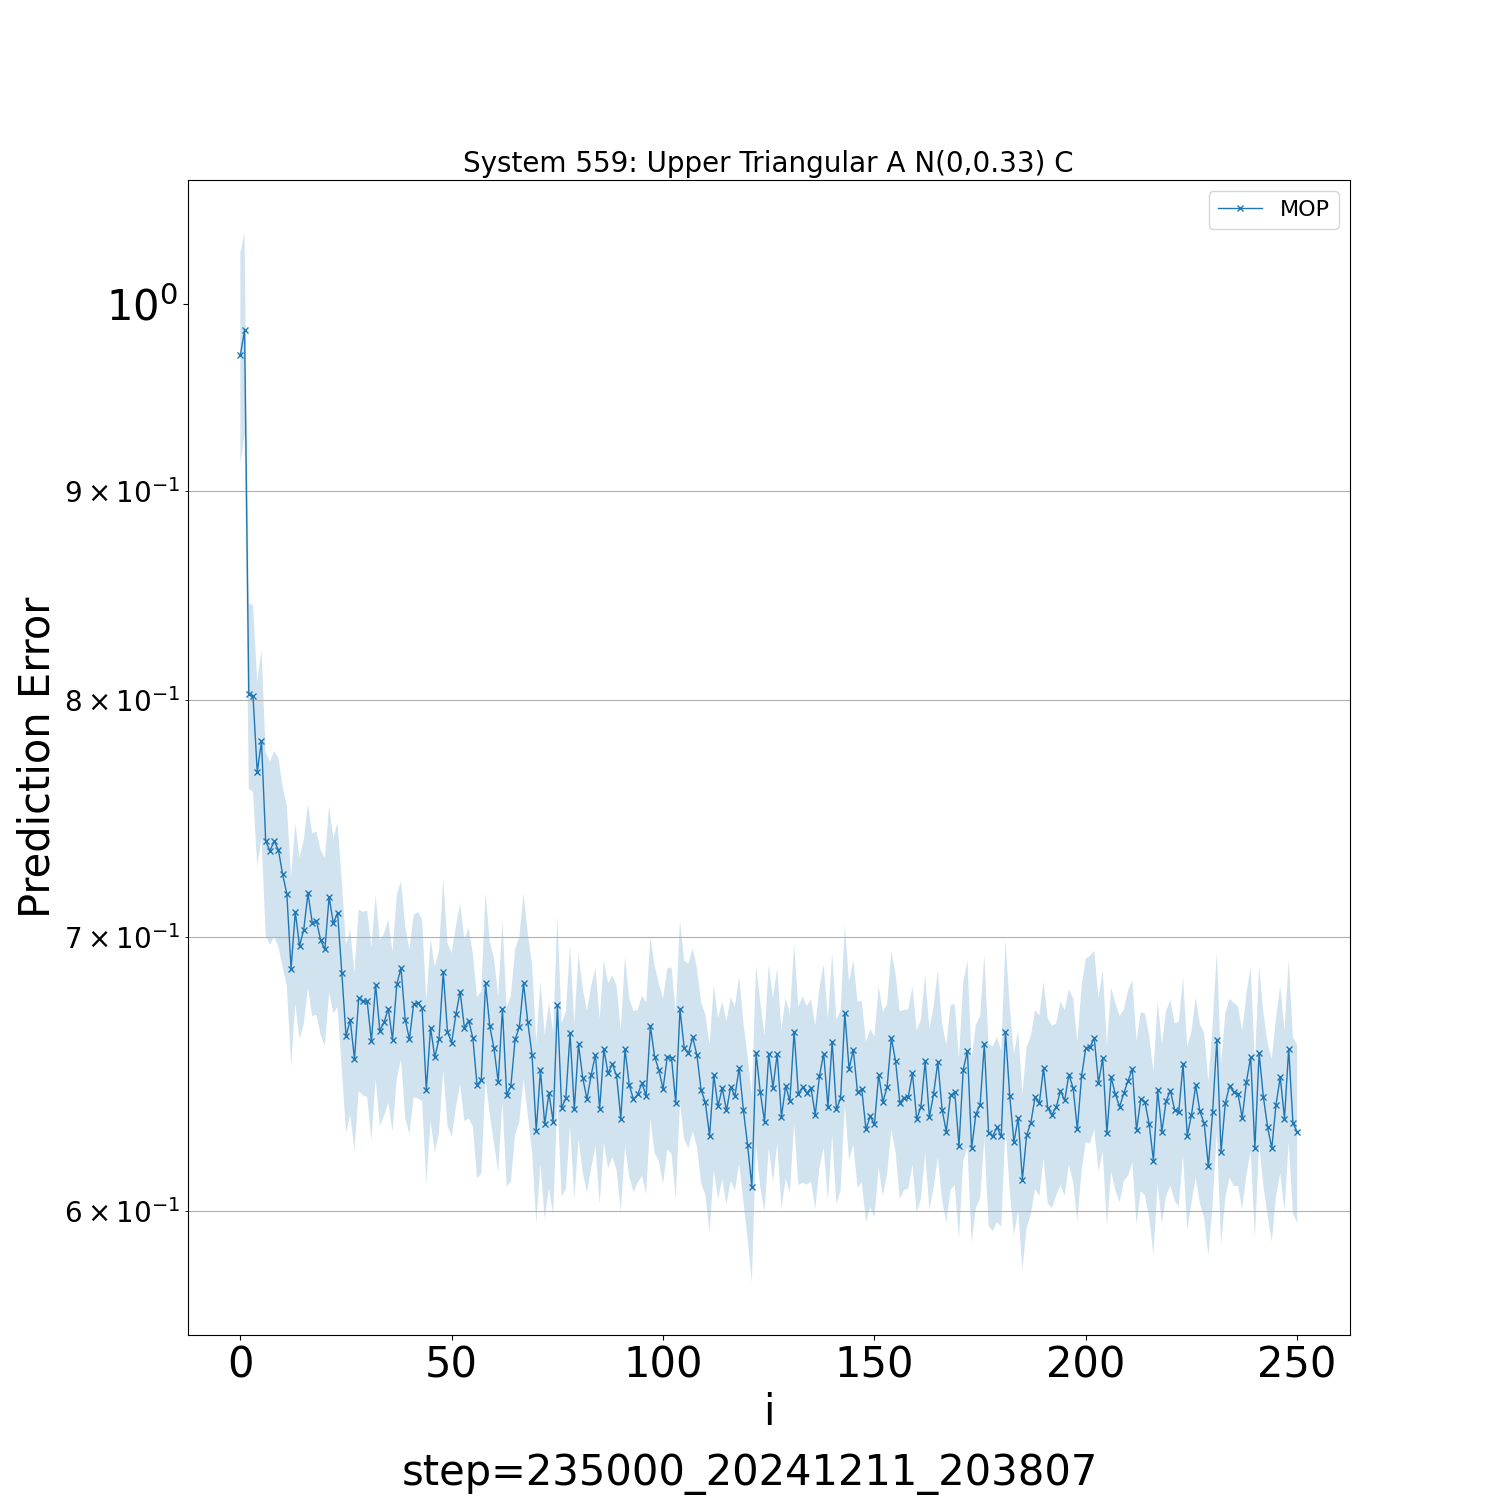 System 559: Upper Triangular A N(0,0.33) C
MOP
10⁰
9 × 10⁻¹
8 × 10⁻¹
7 × 10⁻¹
6 × 10⁻¹
Prediction Error
0 50 100 150 200 250
i
step=235000_20241211_203807